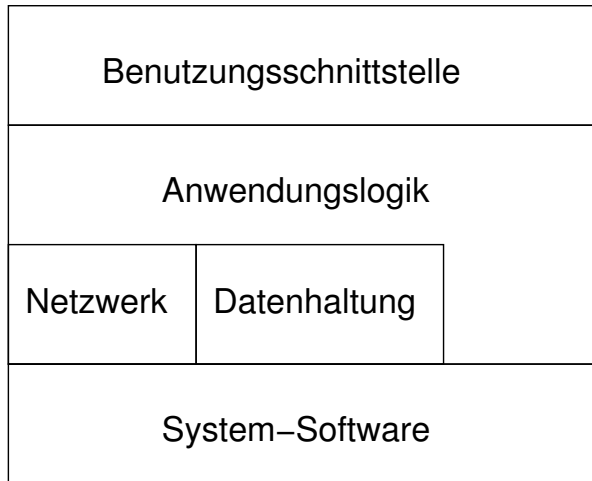 Benutzungsschnittstelle
Anwendungslogik
Netzwerk Datenhaltung
System−Software